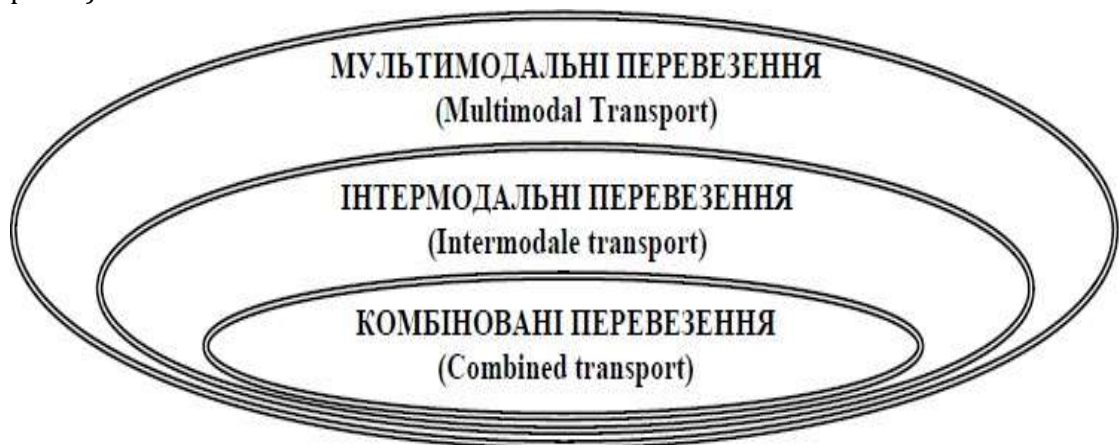 МУЛЬТИМОДАЛЬНІ ПЕРЕВЕЗЕННЯ
(Multimodal Transport)
ІНТЕРМОДАЛЬНІ ПЕРЕВЕЗЕННЯ
(Intermodale transport)
КОМБІНОВАНІ ПЕРЕВЕЗЕННЯ
(Combined transport)